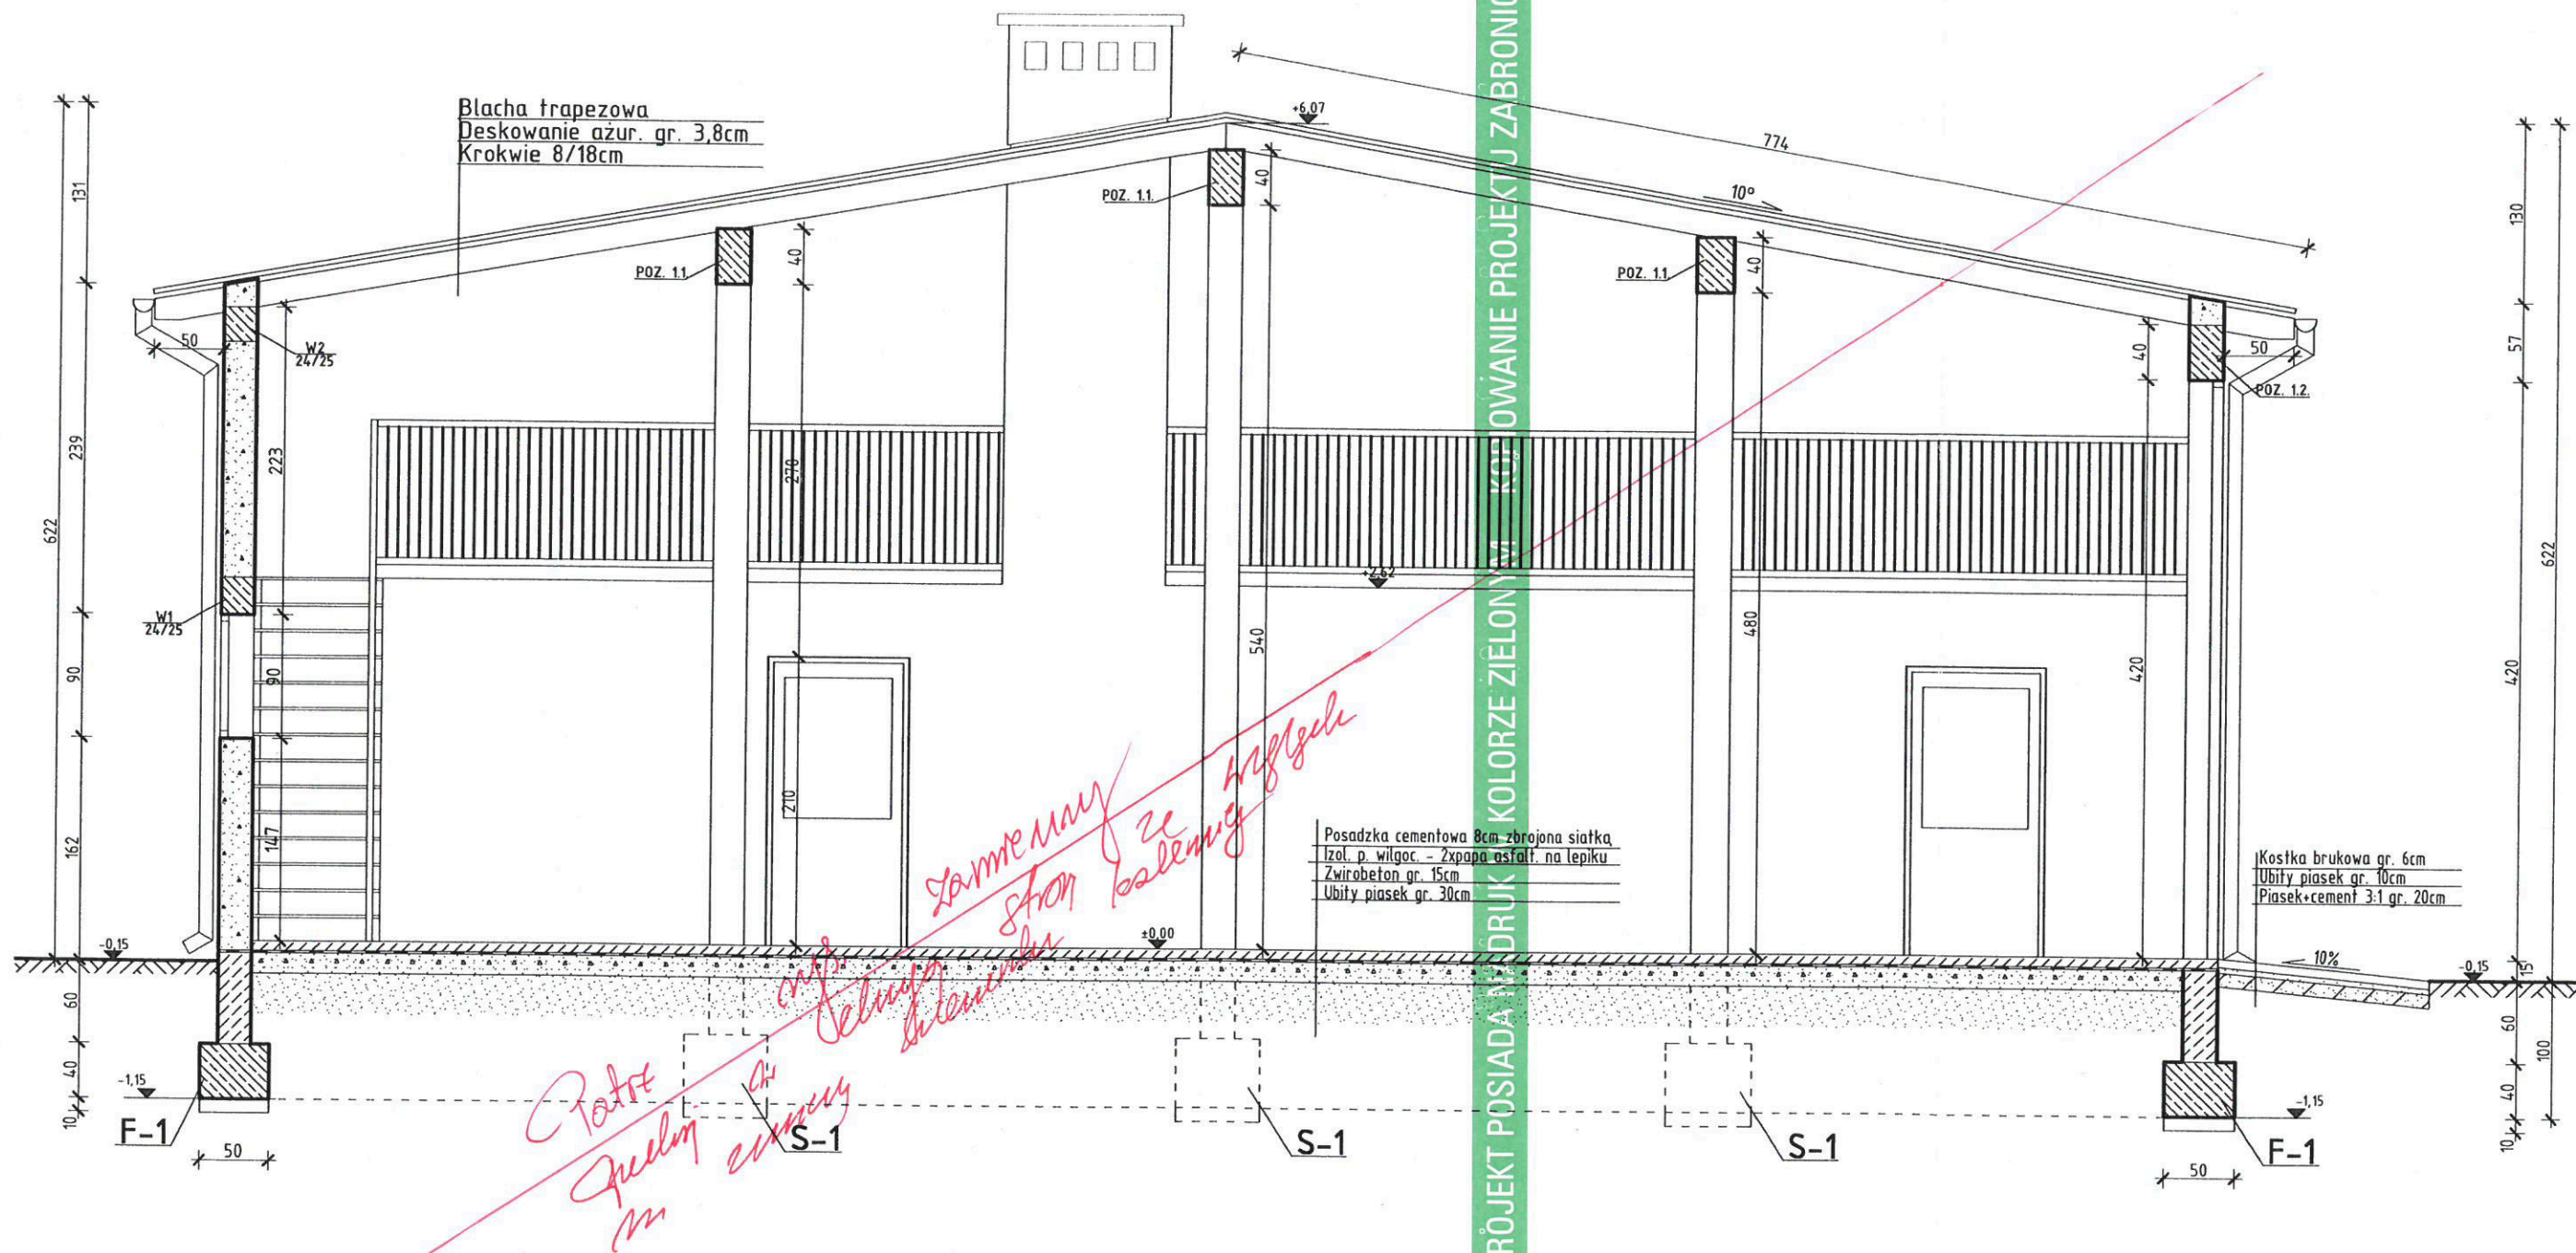 Blacha trapezowa
Deskowanie ażur. gr. 3,8cm
Krokwie 8/18cm
+6,07
774
10°
POZ. 1.1.
40
POZ. 1.1
40
POZ. 1.1
40
40
POZ. 1.2.
50
50
W2
24/25
W1
24/25
131
239
90
162
60
40
10
622
223
90
147
270
210
540
480
420
+2,62
±0,00
130
57
420
15
60
40
10
622
100
Posadzka cementowa 8cm zbrojona siatką
Izol. p. wilgoc. - 2xpapa asfalt. na lepiku
Żwirobeton gr. 15cm
Ubity piasek gr. 30cm
Kostka brukowa gr. 6cm
Ubity piasek gr. 10cm
Piasek+cement 3:1 gr. 20cm
10%
-0,15
-0,15
-1,15
-1,15
F-1
S-1
S-1
S-1
F-1
50
50
zamienny
ze
stron
Patrz
PROJEKT POSIADA NADRUK W KOLORZE ZIELONYM KOPIOWANIE PROJEKTU ZABRONIO